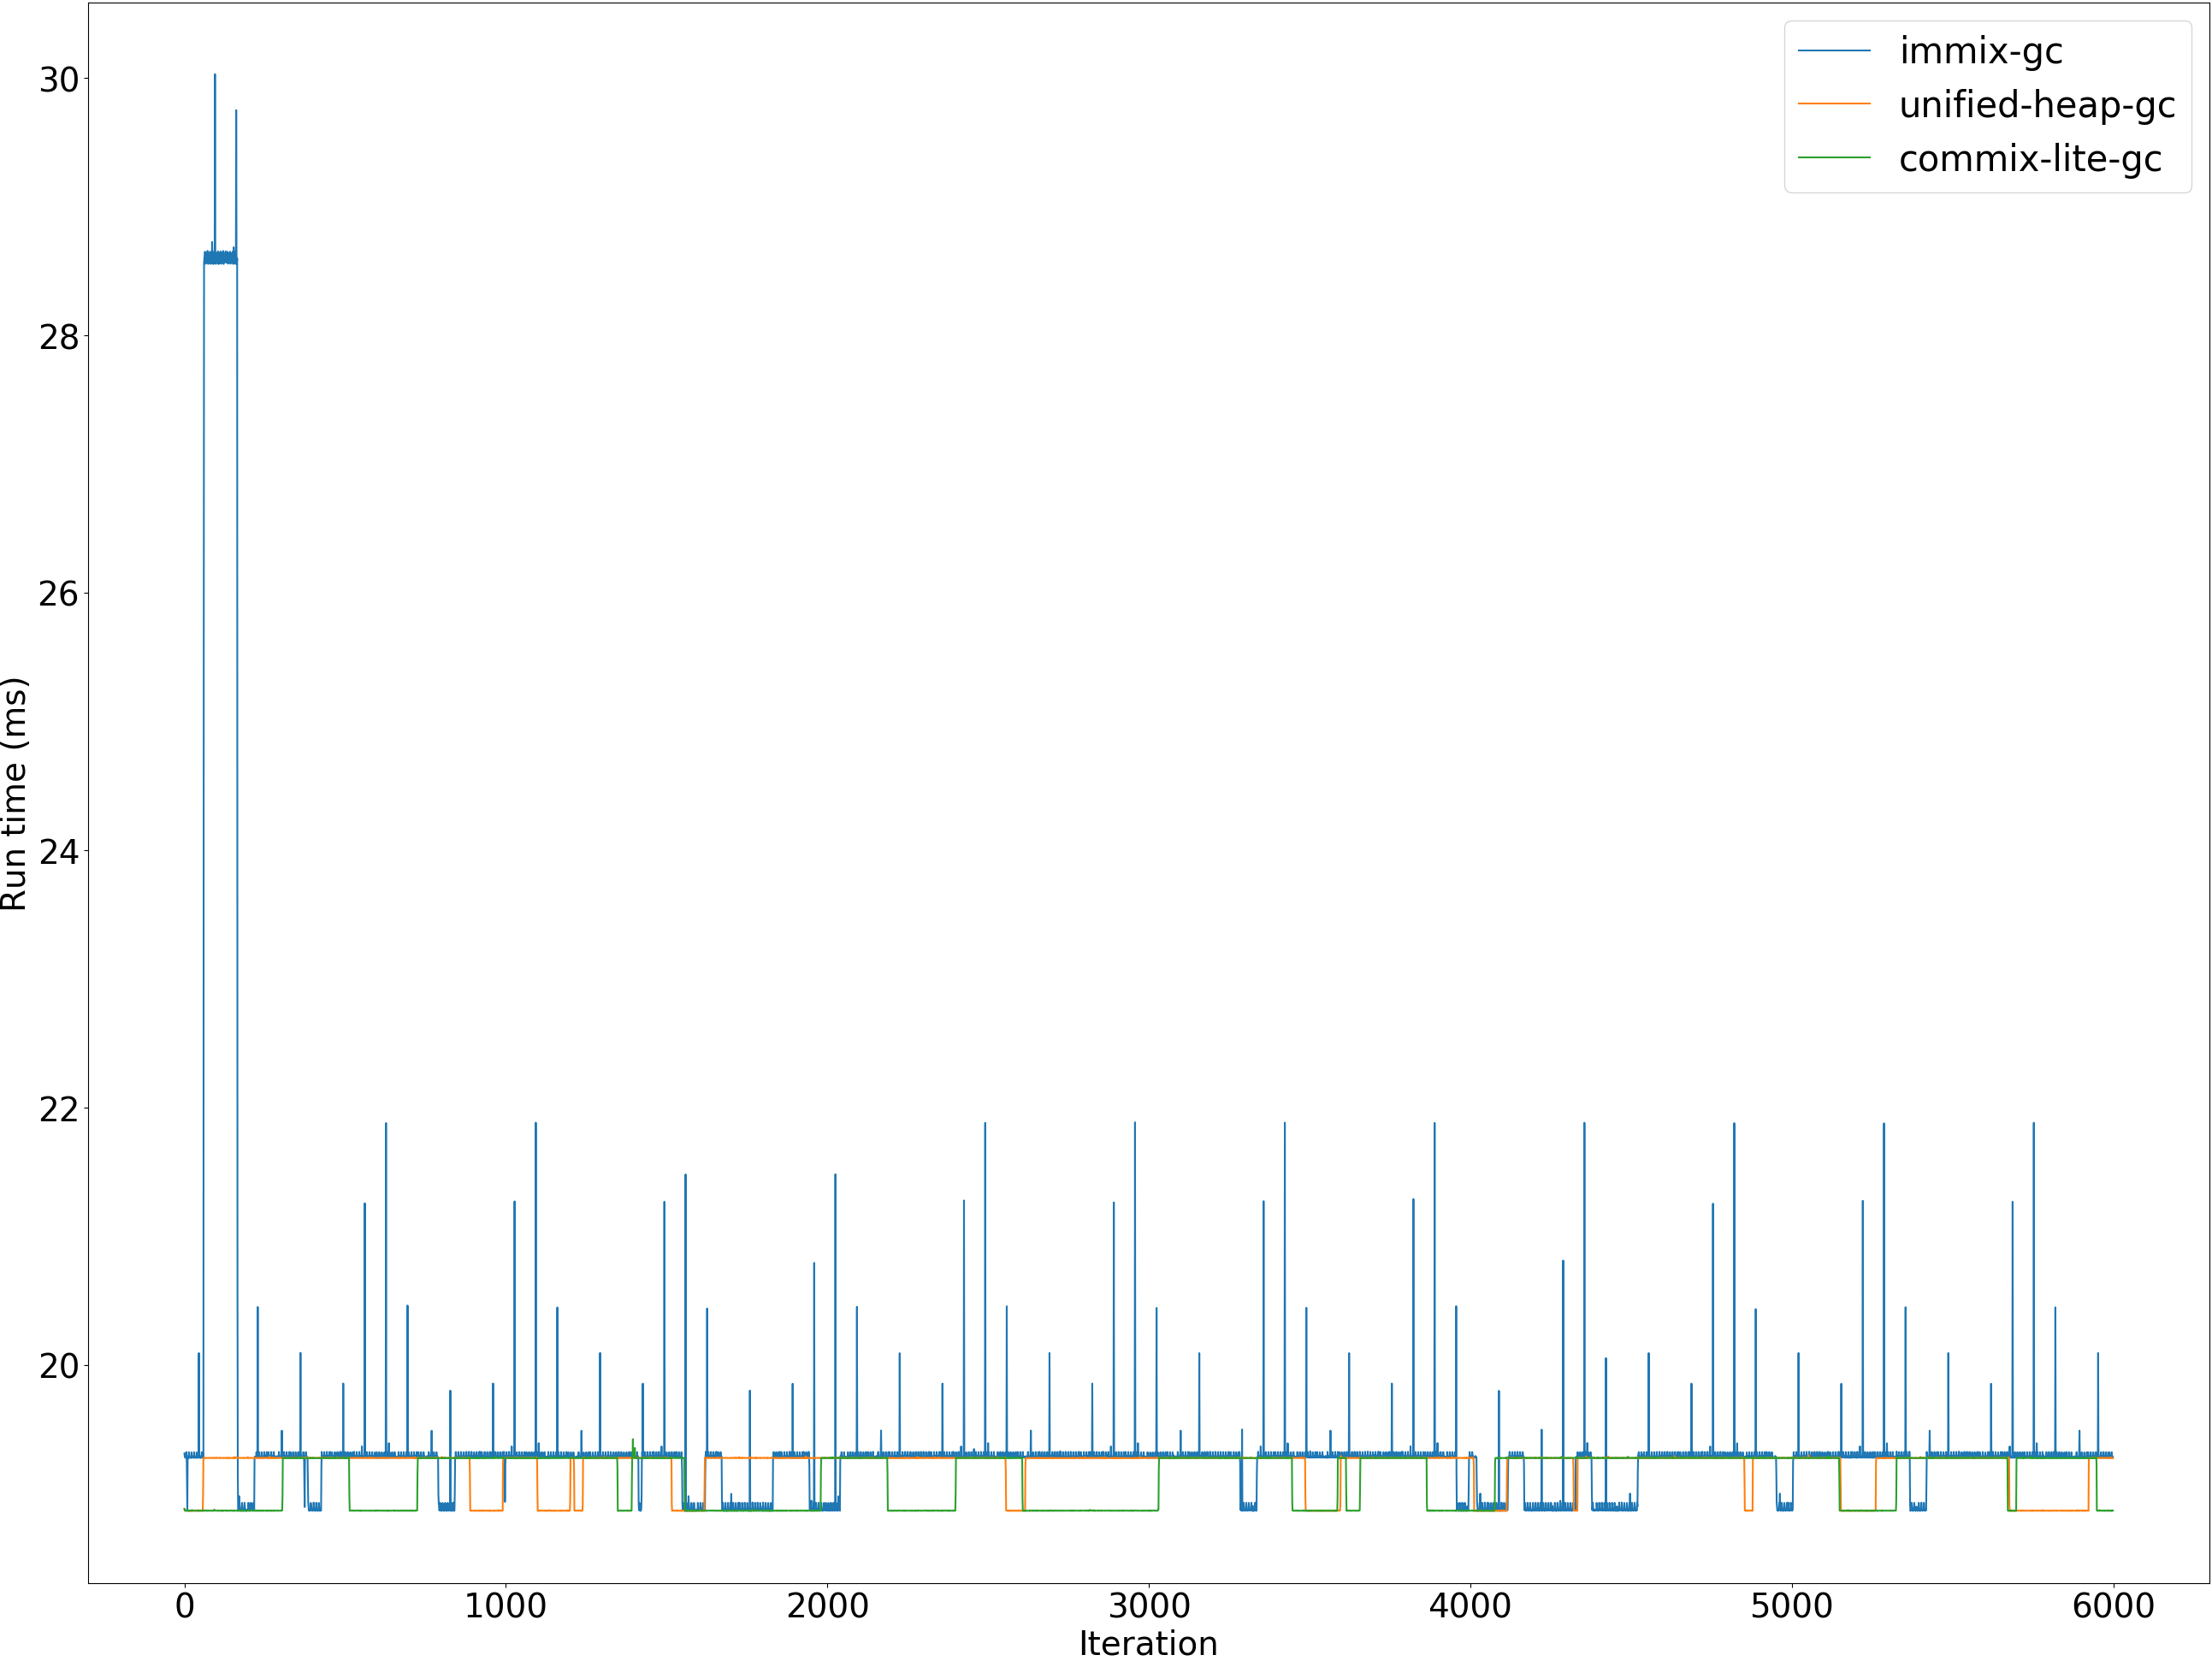 immix-gc
unified-heap-gc
commix-lite-gc
30
28
26
24
22
20
Run time (ms)
0 1000 2000 3000 4000 5000 6000
Iteration